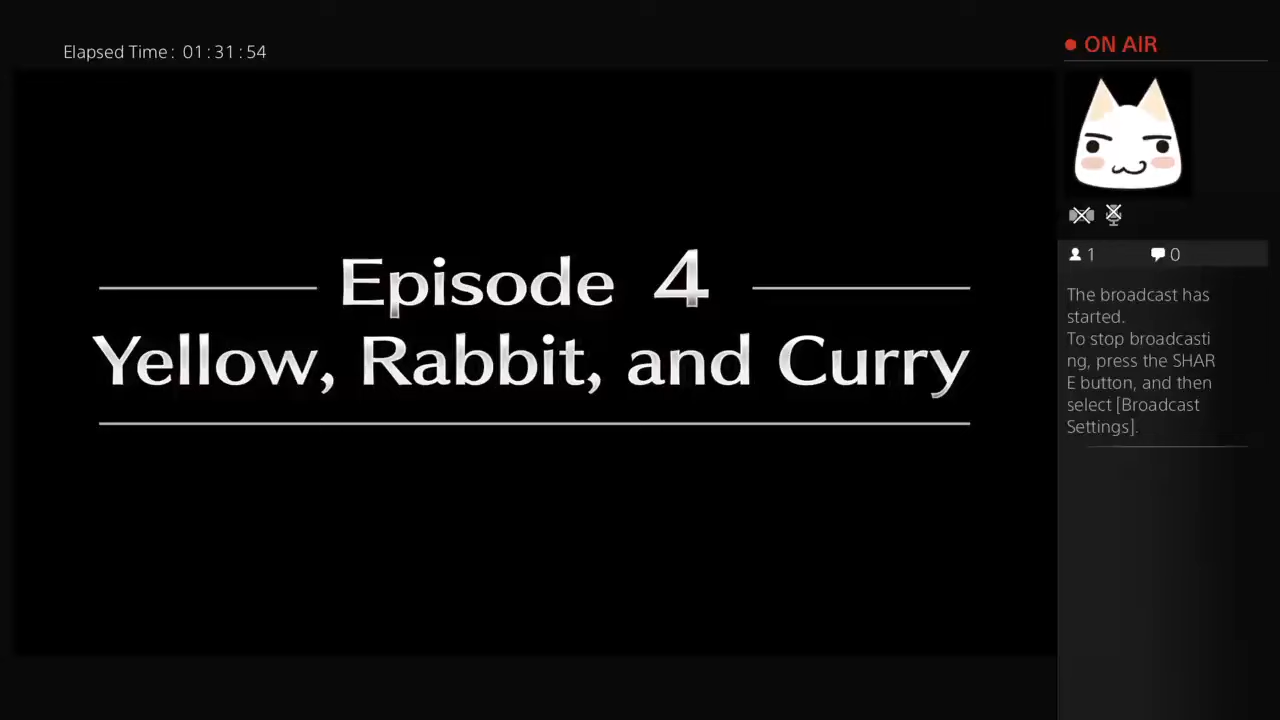 Elapsed Time: 01:31:54
ON AIR
1 0
Episode 4
Yellow, Rabbit, and Curry
The broadcast has
started.
To stop broadcasti
ng, press the SHAR
E button, and then
select [Broadcast
Settings].